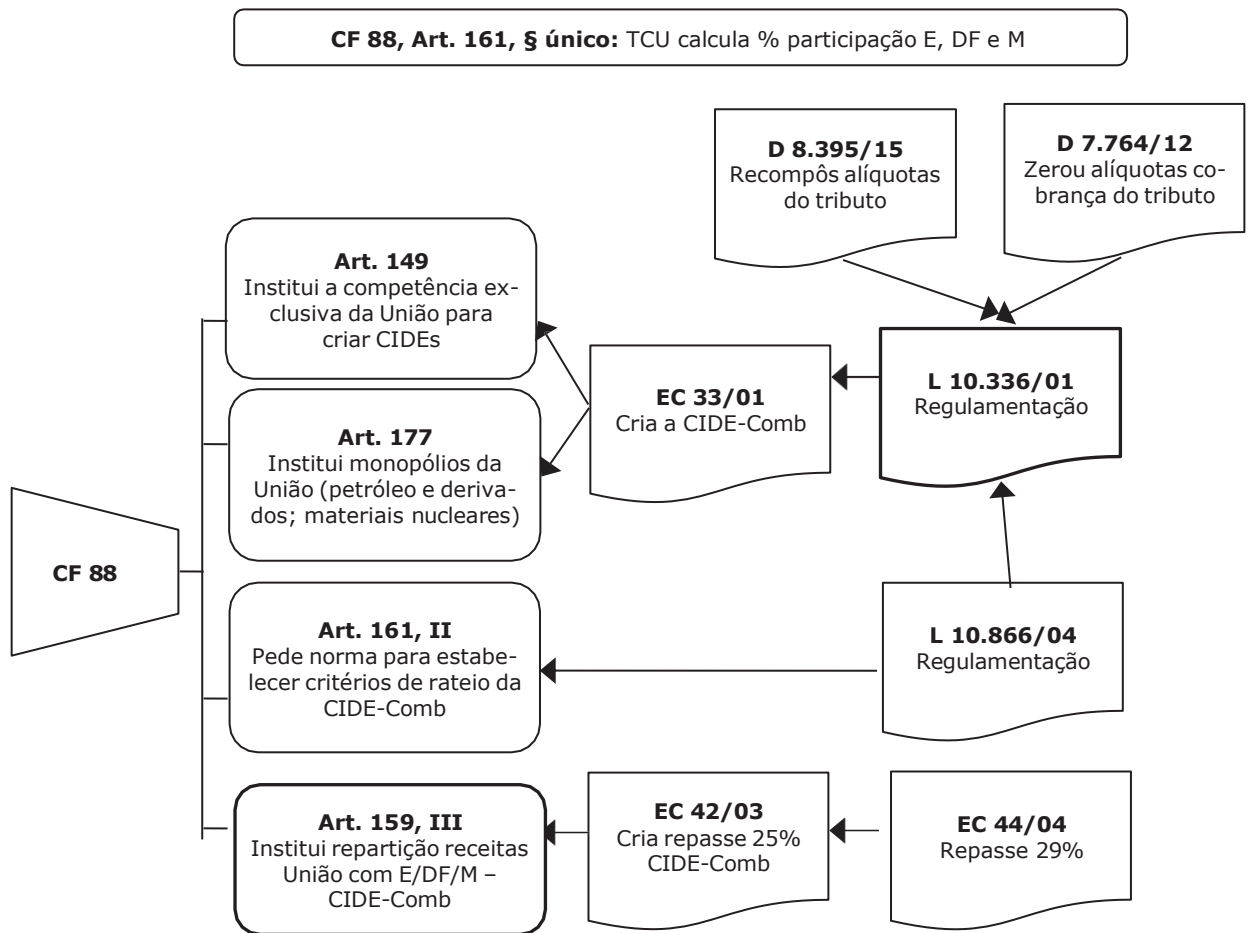 CF 88, Art. 161, § único: TCU calcula % participação E, DF e M
D 8.395/15
Recompôs alíquotas
do tributo
D 7.764/12
Zerou alíquotas co-
brança do tributo
Art. 149
Institui a competência ex-
clusiva da União para
criar CIDEs
EC 33/01
Cria a CIDE-Comb
L 10.336/01
Regulamentação
Art. 177
Institui monopólios da
União (petróleo e deriva-
dos; materiais nucleares)
CF 88
Art. 161, II
Pede norma para estabe-
lecer critérios de rateio da
CIDE-Comb
L 10.866/04
Regulamentação
Art. 159, III
Institui repartição receitas
União com E/DF/M –
CIDE-Comb
EC 42/03
Cria repasse 25%
CIDE-Comb
EC 44/04
Repasse 29%